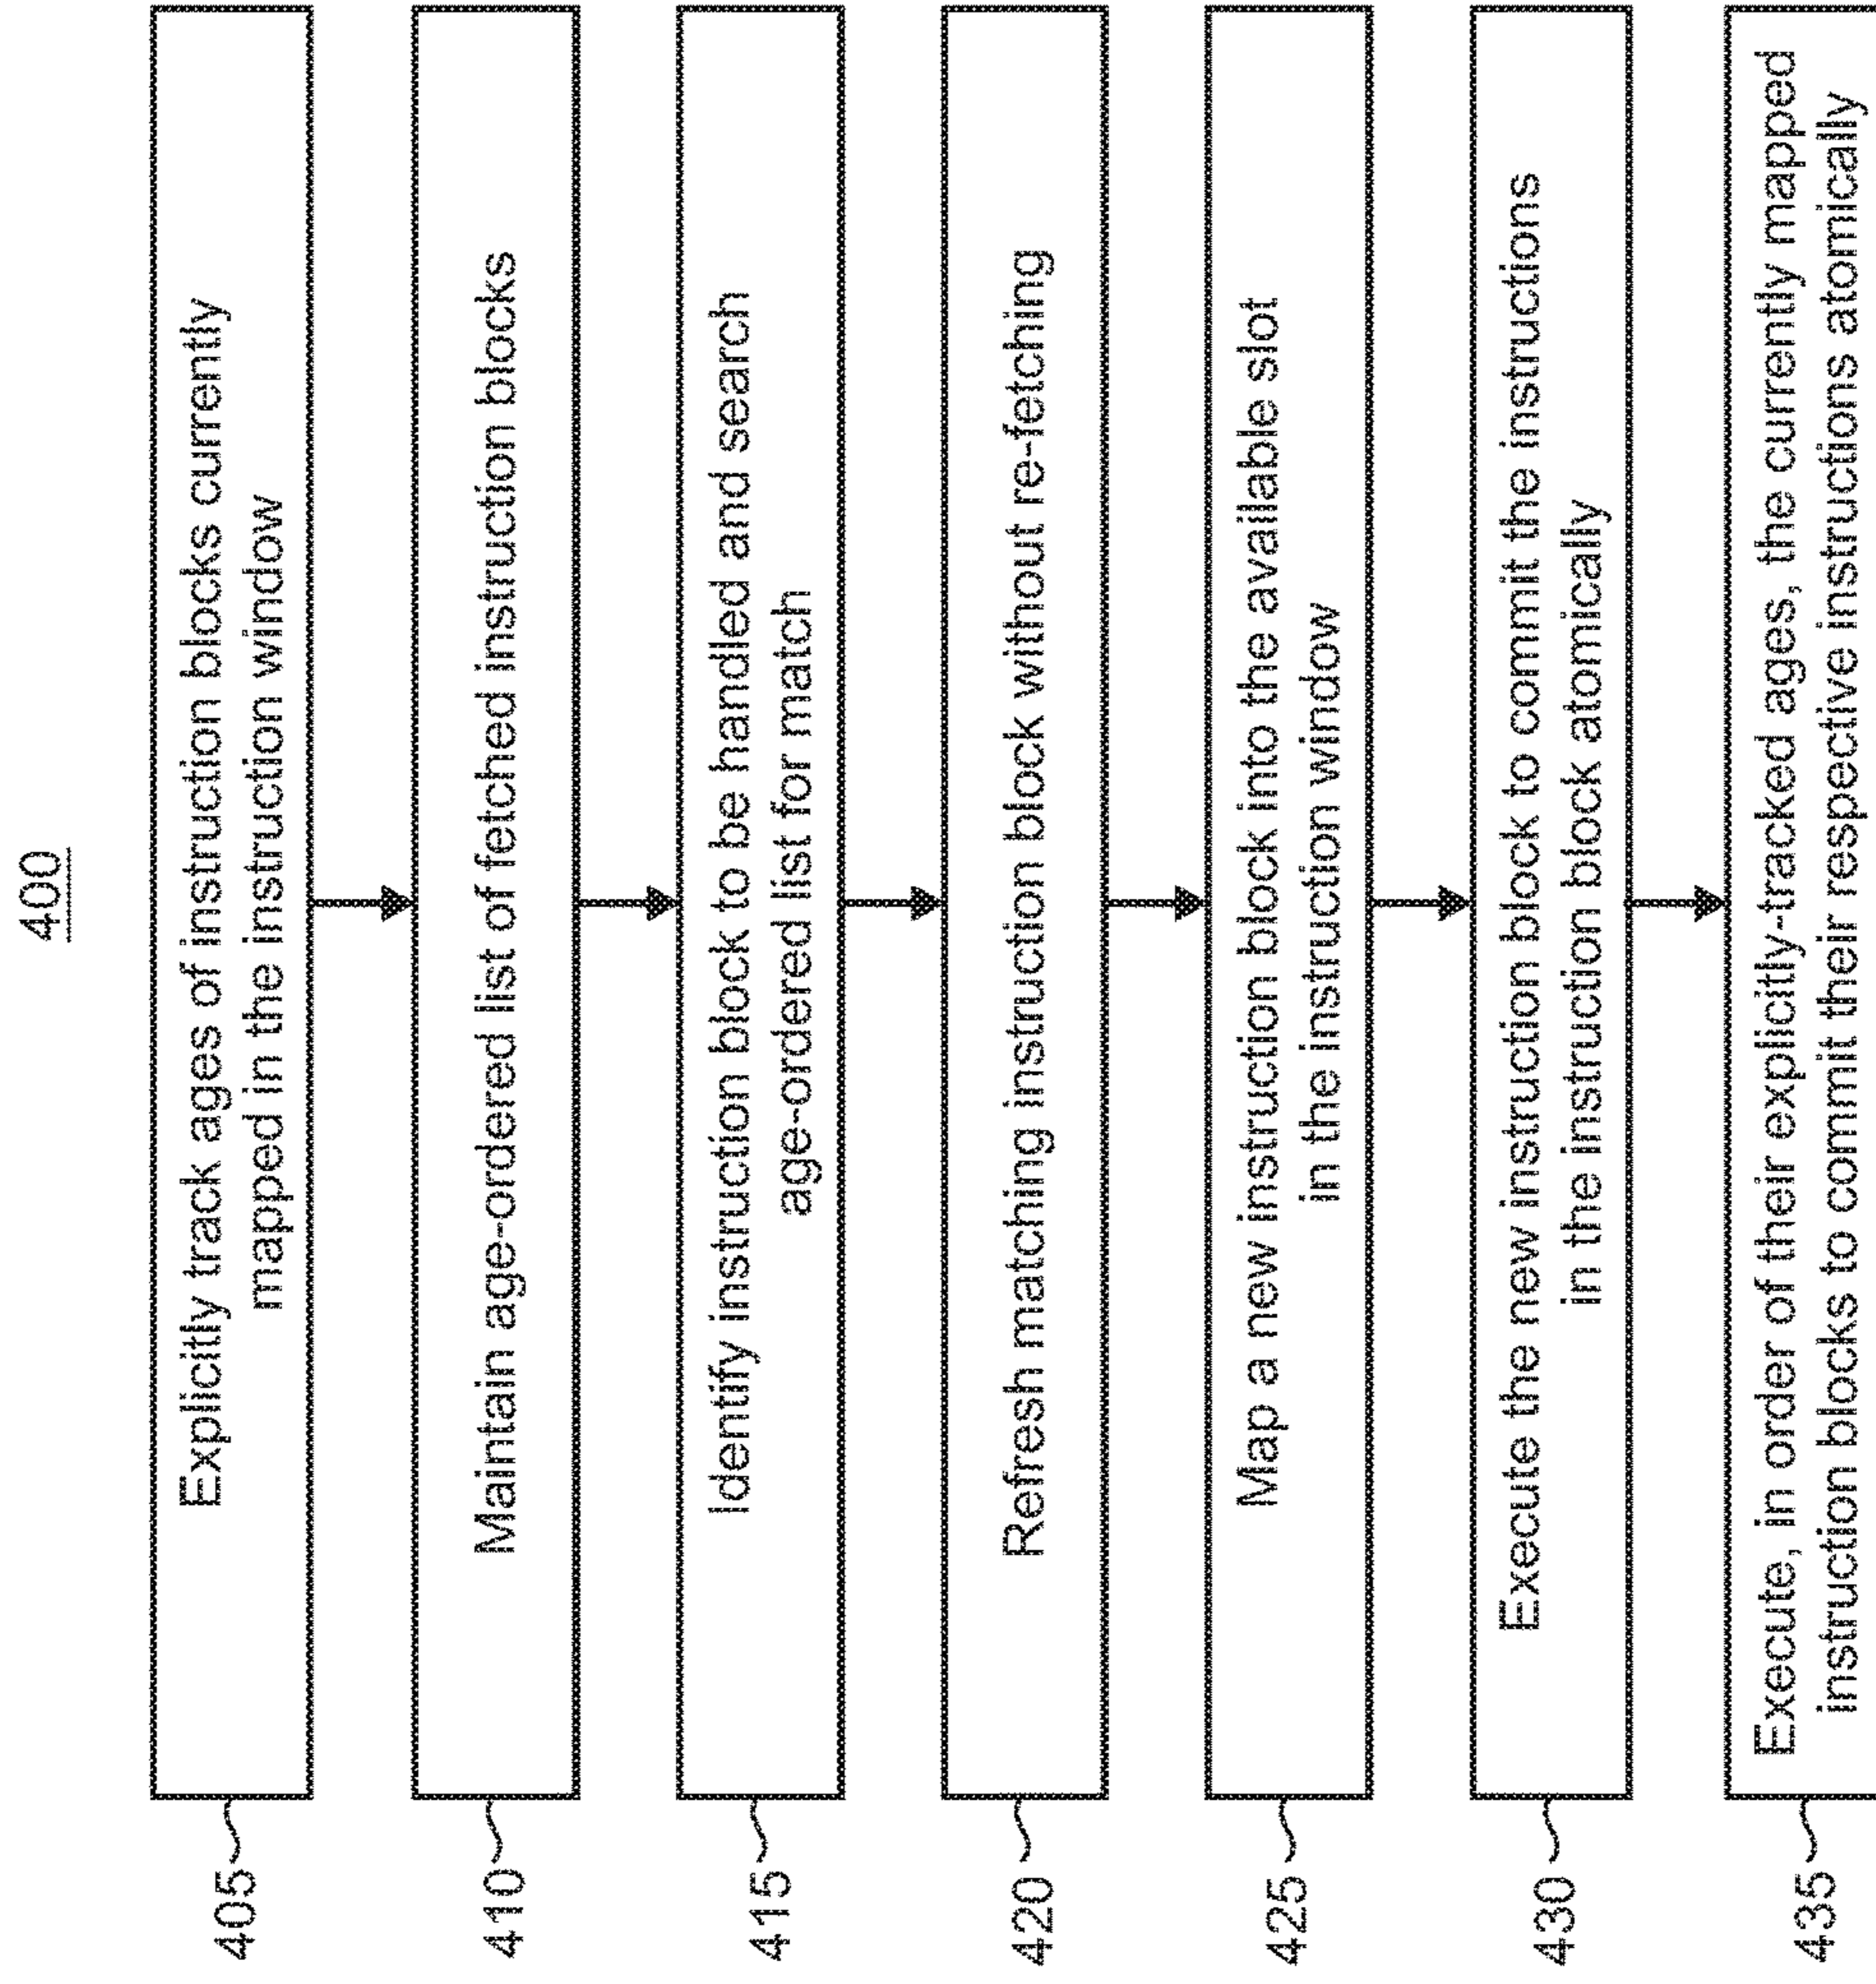 400
405
Explicitly track ages of instruction blocks currently
mapped in the instruction window
410
Maintain age-ordered list of fetched instruction blocks
415
Identify instruction block to be handled and search
age-ordered list for match
420
Refresh matching instruction block without re-fetching
425
Map a new instruction block into the available slot
in the instruction window
430
Execute the new instruction block to commit the instructions
in the instruction block atomically
435
Execute, in order of their explicitly-tracked ages, the currently mapped
instruction blocks to commit their respective instructions atomically